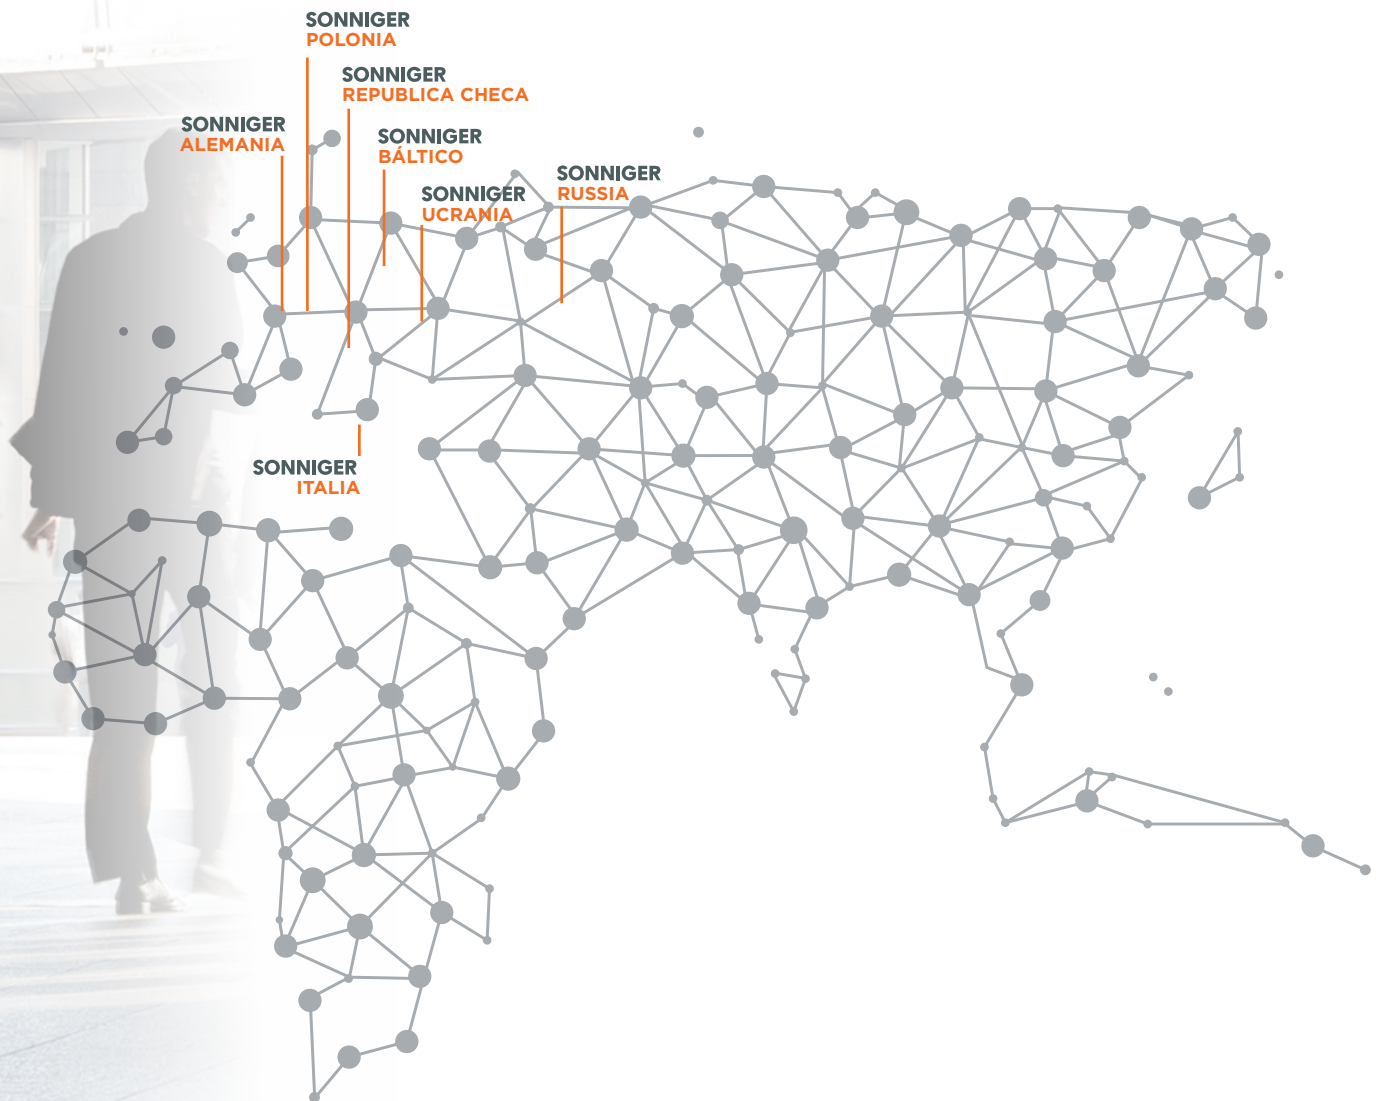 SONNIGER
POLONIA
SONNIGER
REPUBLICA CHECA
SONNIGER
ALEMANIA
SONNIGER
BÁLTICO
SONNIGER
UCRANIA
SONNIGER
RUSSIA
SONNIGER
ITALIA